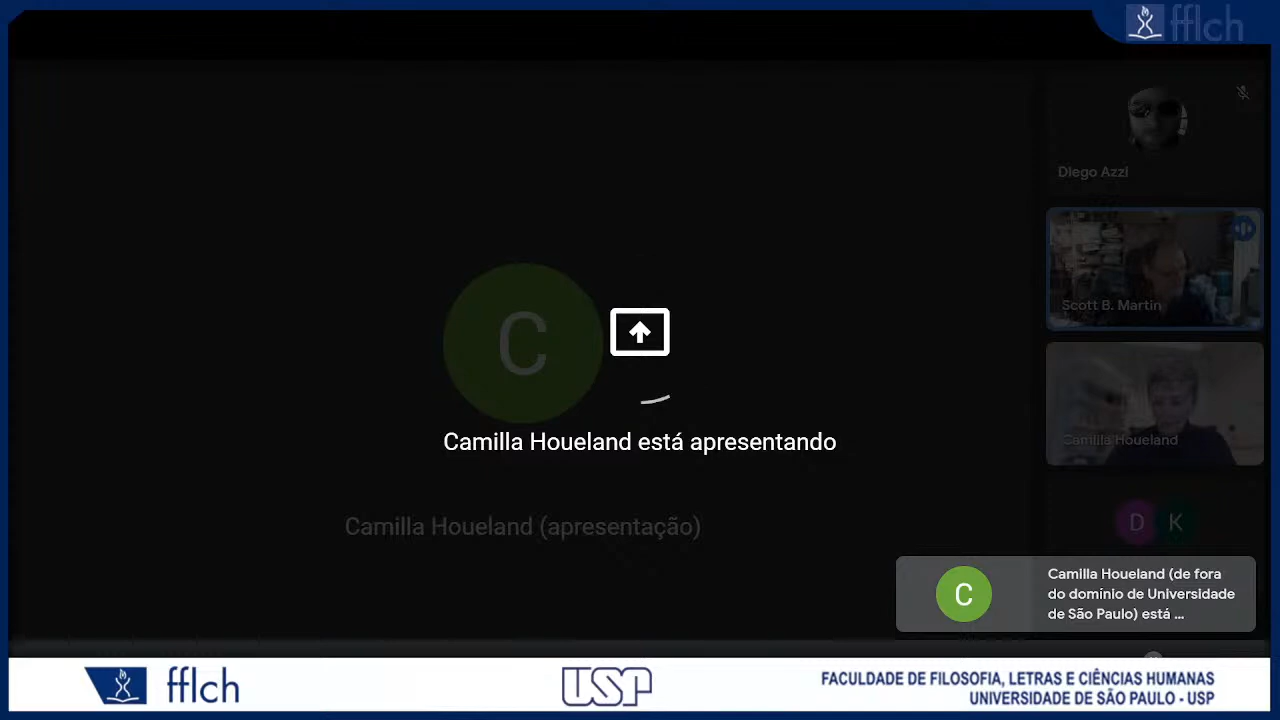 fflch
Diego Azzi
Scott B. Martin
Camilla Houeland
C
Camilla Houeland está apresentando
Camilla Houeland (apresentação)
D K
C
Camilla Houeland (de fora
do domínio de Universidade
de São Paulo) está ...
fflch
USP
FACULDADE DE FILOSOFIA, LETRAS E CIÊNCIAS HUMANAS
UNIVERSIDADE DE SÃO PAULO - USP